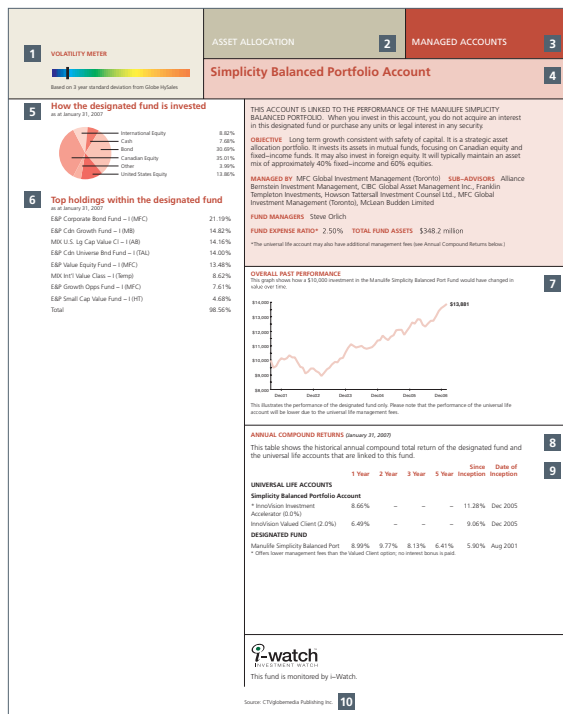 ASSET ALLOCATION
2
MANAGED ACCOUNTS
3
1
VOLATILITY METER
Based on 3 year standard deviation from Globe HySales
Simplicity Balanced Portfolio Account
4
5
How the designated fund is invested
as at January 31, 2007
International Equity 8.82%
Cash 7.68%
Bond 30.69%
Canadian Equity 35.01%
Other 3.99%
United States Equity 13.86%
6
Top holdings within the designated fund
as at January 31, 2007
E&P Corporate Bond Fund – I (MFC) 21.19%
E&P Cdn Growth Fund – I (MB) 14.82%
MIX U.S. Lg Cap Value Cl – I (AB) 14.16%
E&P Cdn Universe Bnd Fund – I (TAL) 14.00%
E&P Value Equity Fund – I (MFC) 13.48%
MIX Int'l Value Class – I (Temp) 8.62%
E&P Growth Opps Fund – I (MFC) 7.61%
E&P Small Cap Value Fund – I (HT) 4.68%
Total 98.56%
THIS ACCOUNT IS LINKED TO THE PERFORMANCE OF THE MANULIFE SIMPLICITY
BALANCED PORTFOLIO. When you invest in this account, you do not acquire an interest
in this designated fund or purchase any units or legal interest in any security.
OBJECTIVE Long term growth consistent with safety of capital. It is a strategic asset
allocation portfolio. It invests its assets in mutual funds, focusing on Canadian equity and
fixed–income funds. It may also invest in foreign equity. It will typically maintain an asset
mix of approximately 40% fixed–income and 60% equities.
MANAGED BY MFC Global Investment Management (Toronto) SUB–ADVISORS Alliance
Bernstein Investment Management, CIBC Global Asset Management Inc., Franklin
Templeton Investments, Howson Tattersall Investment Counsel Ltd., MFC Global
Investment Management (Toronto), McLean Budden Limited
FUND MANAGERS Steve Orlich
FUND EXPENSE RATIO* 2.50% TOTAL FUND ASSETS $348.2 million
*The universal life account may also have additional management fees (see Annual Compound Returns below.)
OVERALL PAST PERFORMANCE
7
This graph shows how a $10,000 investment in the Manulife Simplicity Balanced Port Fund would have changed in
value over time.
$14,000
$13,881
$13,000
$12,000
$11,000
$10,000
$9,000
$8,000
This illustrates the performance of the designated fund only. Please note that the performance of the universal life
account will be lower due to the universal life management fees.
ANNUAL COMPOUND RETURNS (January 31, 2007)
8
This table shows the historical annual compound total return of the designated fund and
the universal life accounts that are linked to this fund.
9
1 Year 2 Year 3 Year 5 Year Since Inception Date of Inception
UNIVERSAL LIFE ACCOUNTS
Simplicity Balanced Portfolio Account
* InnoVision Investment 8.66% – – – 11.28% Dec 2005
Accelerator (0.0%)
InnoVision Valued Client (2.0%) 6.49% – – – 9.06% Dec 2005
DESIGNATED FUND
Manulife Simplicity Balanced Port 8.99% 9.77% 8.13% 6.41% 5.90% Aug 2001
* Offers lower management fees than the Valued Client option; no interest bonus is paid.
i-watch
INVESTMENT WATCH
This fund is monitored by i–Watch.
Source: CTVglobemedia Publishing Inc.
10